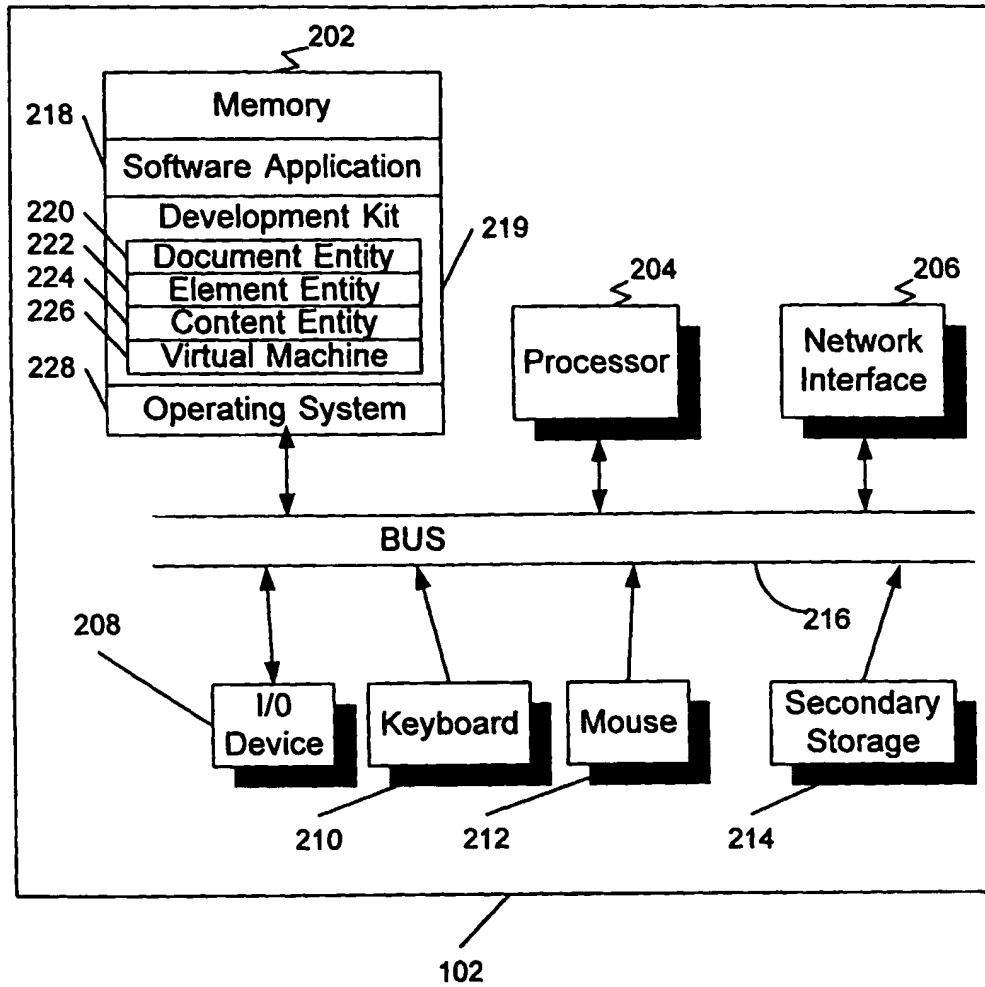 202
Memory
218
Software Application
Development Kit
220
219
Document Entity
222
Element Entity
204
206
224
Content Entity
226
Virtual Machine
Processor
Network
Interface
228
Operating System
BUS
216
208
I/0
Device
Keyboard
Mouse
Secondary
Storage
210
212
214
102